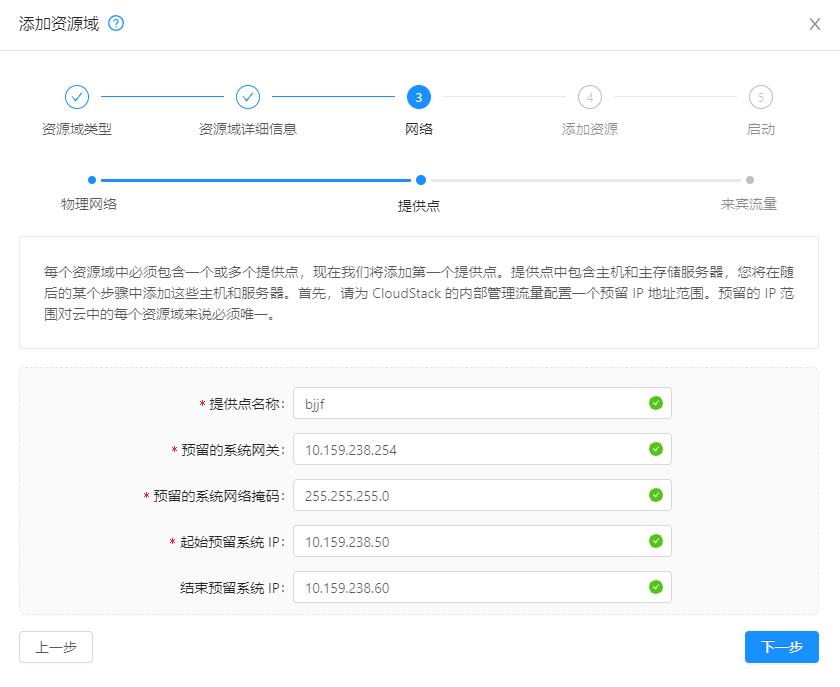 添加资源域 ?
X
3 4 5
资源域类型 资源域详细信息 网络 添加资源 启动
物理网络 提供点 来宾流量
每个资源域中必须包含一个或多个提供点，现在我们将添加第一个提供点。提供点中包含主机和主存储服务器，您将在随
后的某个步骤中添加这些主机和服务器。首先，请为 CloudStack 的内部管理流量配置一个预留 IP 地址范围。预留的 IP 范
围对云中的每个资源域来说必须唯一。
* 提供点名称: bjjf
* 预留的系统网关: 10.159.238.254
* 预留的系统网络掩码: 255.255.255.0
* 起始预留系统 IP: 10.159.238.50
结束预留系统 IP: 10.159.238.60
上一步 下一步